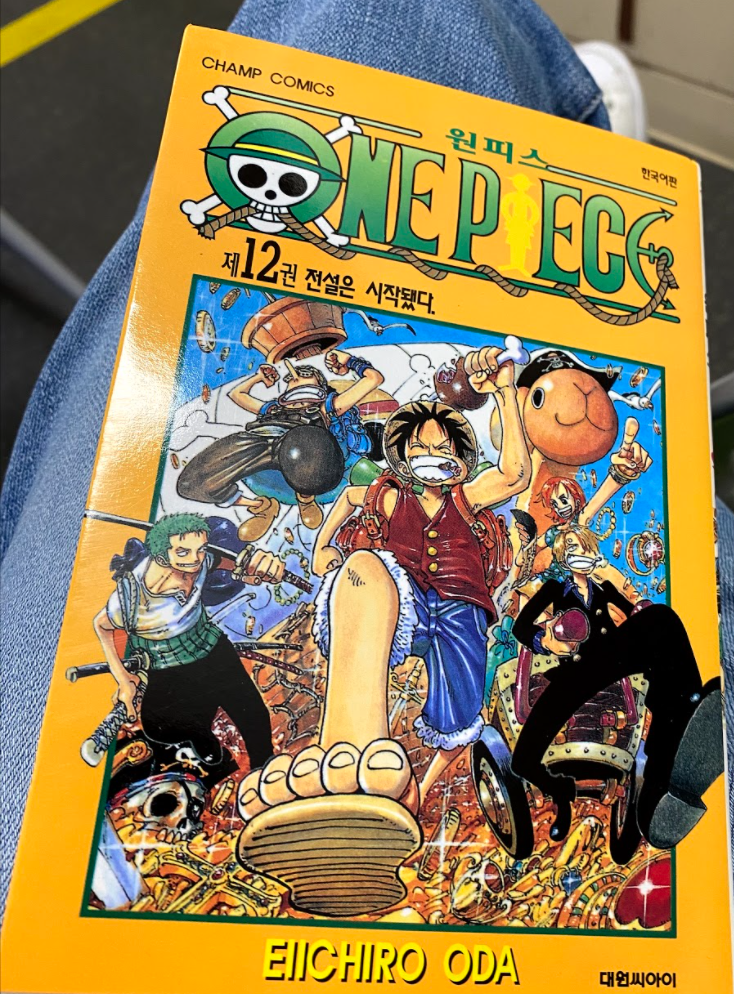 CHAMP COMICS
원피스
한국어판
ONE PIECE
제12권 전설은 시작됐다.
EIICHIRO ODA
대원씨아이